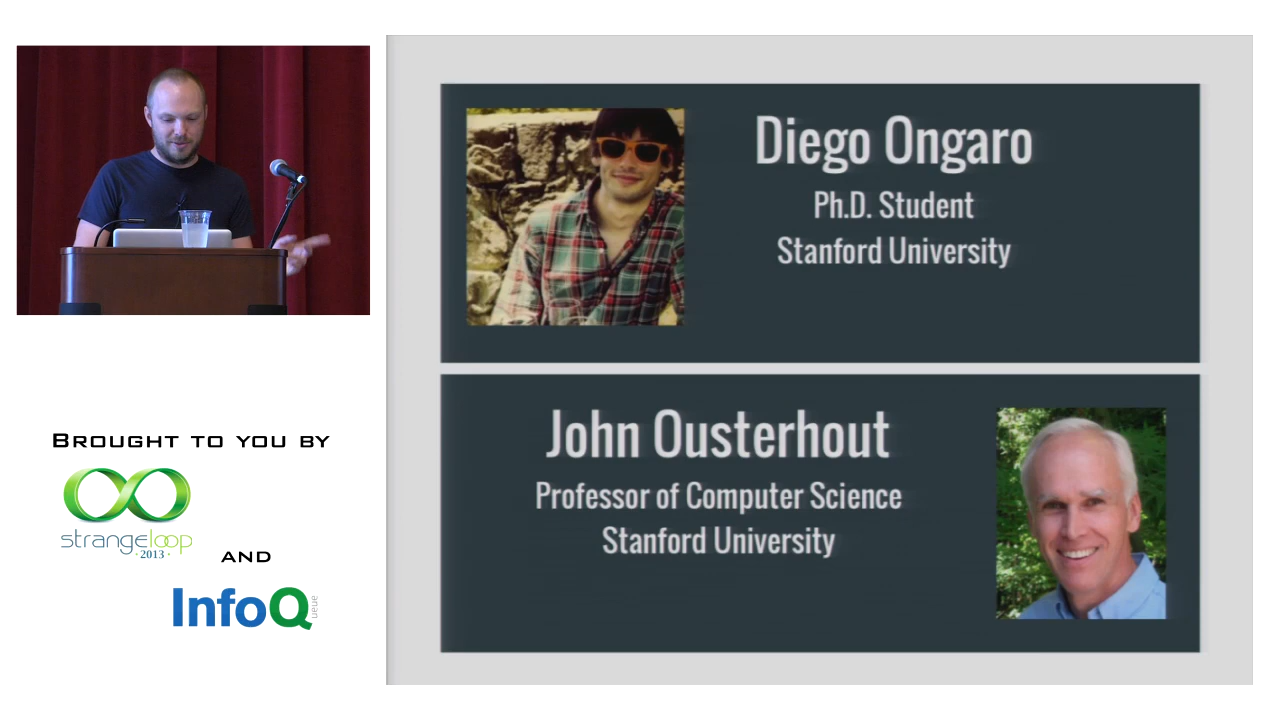 Diego Ongaro
Ph.D. Student
Stanford University
John Ousterhout
Professor of Computer Science
Stanford University
BROUGHT TO YOU BY
strangeloop
· 2013 ·
AND
InfoQ
ueue